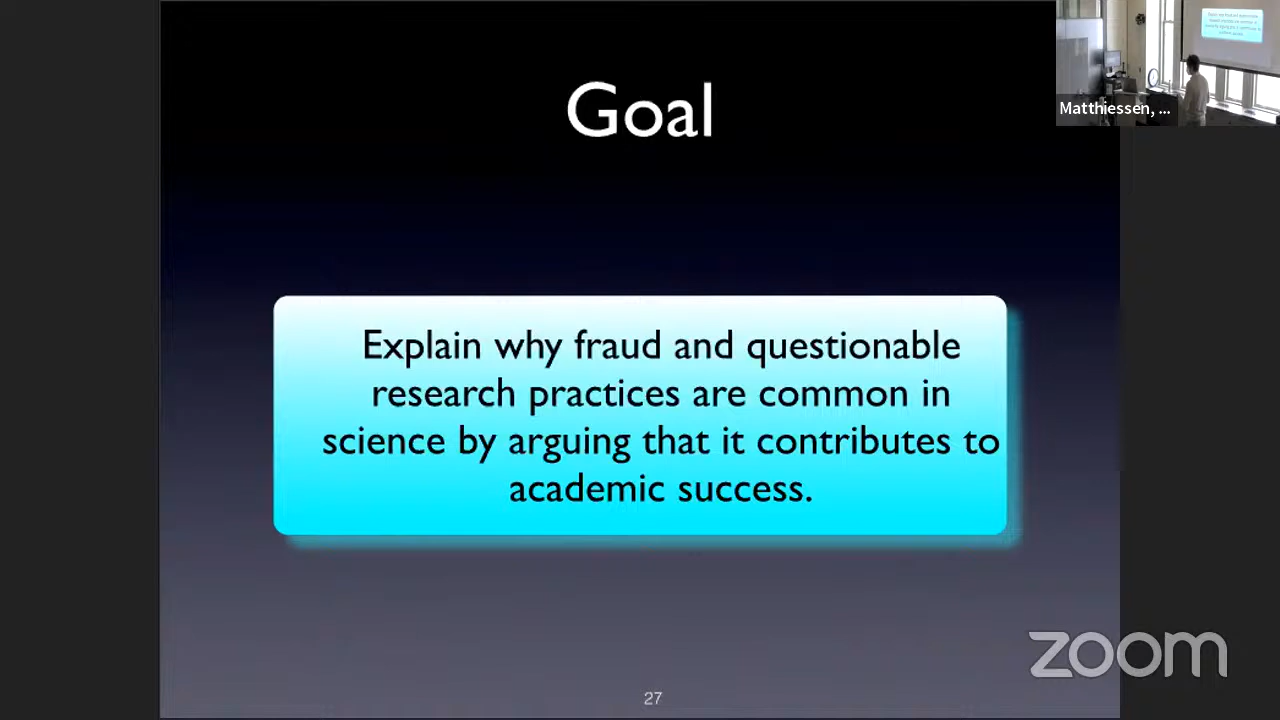 Goal
Explain why fraud and questionable
research practices are common in
science by arguing that it contributes to
academic success.
27
Matthiessen, ...
zoom